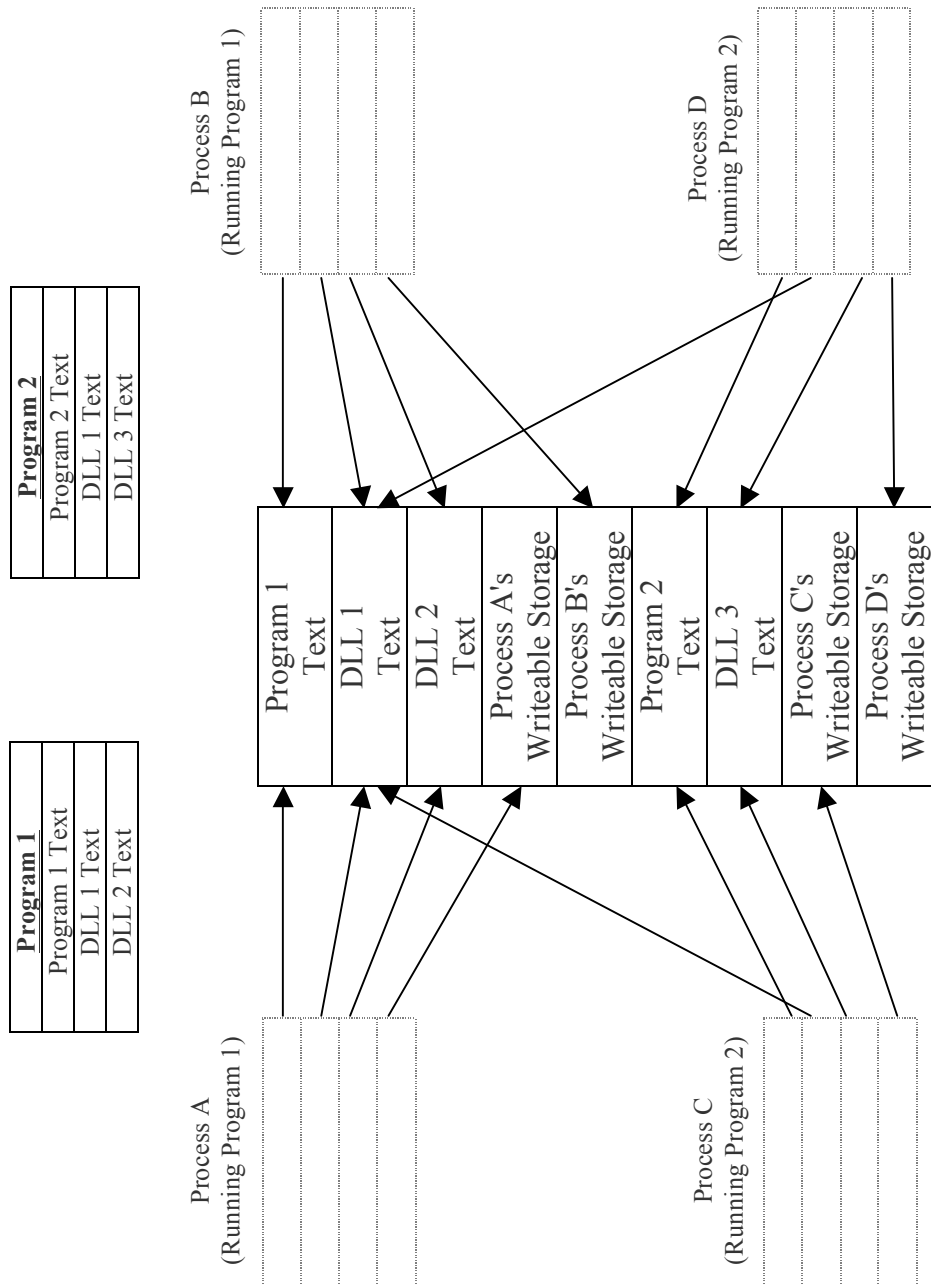 Program 1
Program 1 Text
DLL 1 Text
DLL 2 Text
Program 2
Program 2 Text
DLL 1 Text
DLL 3 Text
Process A
(Running Program 1)
Process B
(Running Program 1)
Program 1
Text
DLL 1
Text
DLL 2
Text
Process A's
Writeable Storage
Process B's
Writeable Storage
Program 2
Text
DLL 3
Text
Process C's
Writeable Storage
Process D's
Writeable Storage
Process C
(Running Program 2)
Process D
(Running Program 2)